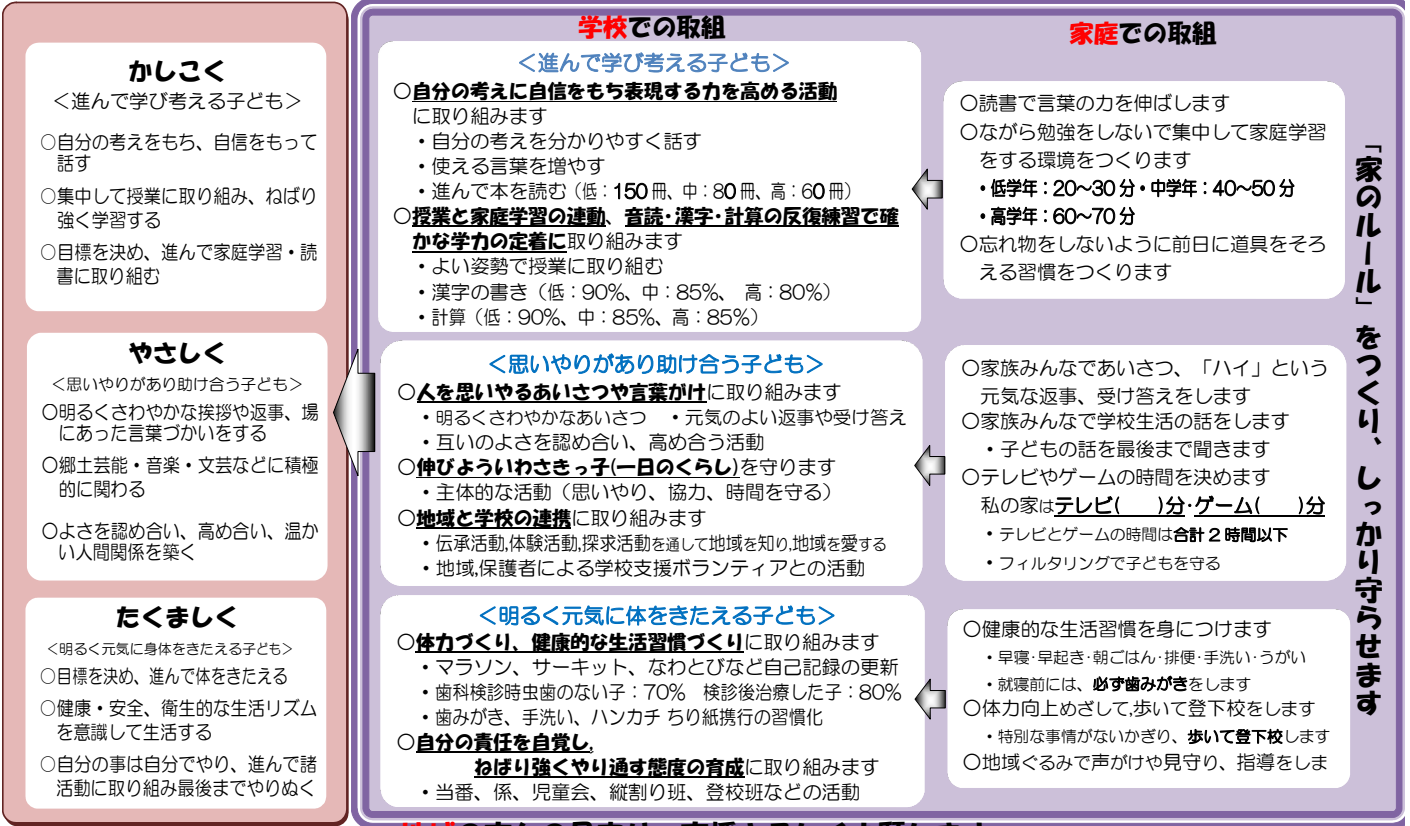 かしこく
＜進んで学び考える子ども＞
○自分の考えをもち、自信をもって
話す
○集中して授業に取り組み、ねばり
強く学習する
○目標を決め、進んで家庭学習・読
書に取り組む
やさしく
＜思いやりがあり助け合う子ども＞
○明るくさわやかな挨拶や返事、場
にあった言葉づかいをする
○郷土芸能・音楽・文芸などに積極
的に関わる
○よさを認め合い、高め合い、温か
い人間関係を築く
たくましく
＜明るく元気に身体をきたえる子ども＞
○目標を決め、進んで体をきたえる
○健康・安全、衛生的な生活リズム
を意識して生活する
○自分の事は自分でやり、進んで諸
活動に取り組み最後までやりぬく
学校での取組
＜進んで学び考える子ども＞
○自分の考えに自信をもち表現する力を高める活動
に取り組みます
・自分の考えを分かりやすく話す
・使える言葉を増やす
・進んで本を読む（低：150冊、中：80冊、高：60冊）
○授業と家庭学習の連動、音読・漢字・計算の反復練習で確
かな学力の定着に取り組みます
・よい姿勢で授業に取り組む
・漢字の書き（低：90%、中：85%、 高：80%）
・計算（低：90%、中：85%、高：85%）
＜思いやりがあり助け合う子ども＞
○人を思いやるあいさつや言葉がけに取り組みます
・明るくさわやかなあいさつ ・元気のよい返事や受け答え
・互いのよさを認め合い、高め合う活動
○伸びよういわさきっ子(一日のくらし)を守ります
・主体的な活動（思いやり、協力、時間を守る）
○地域と学校の連携に取り組みます
・伝承活動,体験活動,探求活動を通して地域を知り,地域を愛する
・地域,保護者による学校支援ボランティアとの活動
＜明るく元気に体をきたえる子ども＞
○体力づくり、健康的な生活習慣づくりに取り組みます
・マラソン、サーキット、なわとびなど自己記録の更新
・歯科検診時虫歯のない子：70% 検診後治療した子：80%
・歯みがき、手洗い、ハンカチ ちり紙携行の習慣化
○自分の責任を自覚し,
ねばり強くやり通す態度の育成に取り組みます
・当番、係、児童会、縦割り班、登校班などの活動
家庭での取組
○読書で言葉の力を伸ばします
○ながら勉強をしないで集中して家庭学習
をする環境をつくります
・低学年：20～30分・中学年：40～50分
・高学年：60～70分
○忘れ物をしないように前日に道具をそろ
える習慣をつくります
○家族みんなであいさつ、「ハイ」という
元気な返事、受け答えをします
○家族みんなで学校生活の話をします
・子どもの話を最後まで聞きます
○テレビやゲームの時間を決めます
私の家はテレビ( )分・ゲーム( )分
・テレビとゲームの時間は合計2時間以下
・フィルタリングで子どもを守る
○健康的な生活習慣を身につけます
・早寝・早起き・朝ごはん・排便・手洗い・うがい
・就寝前には、必ず歯みがきをします
○体力向上めざして,歩いて登下校をします
・特別な事情がないかぎり、歩いて登下校します
○地域ぐるみで声がけや見守り、指導をしま
「家のルール」をつくり、しっかり守らせます